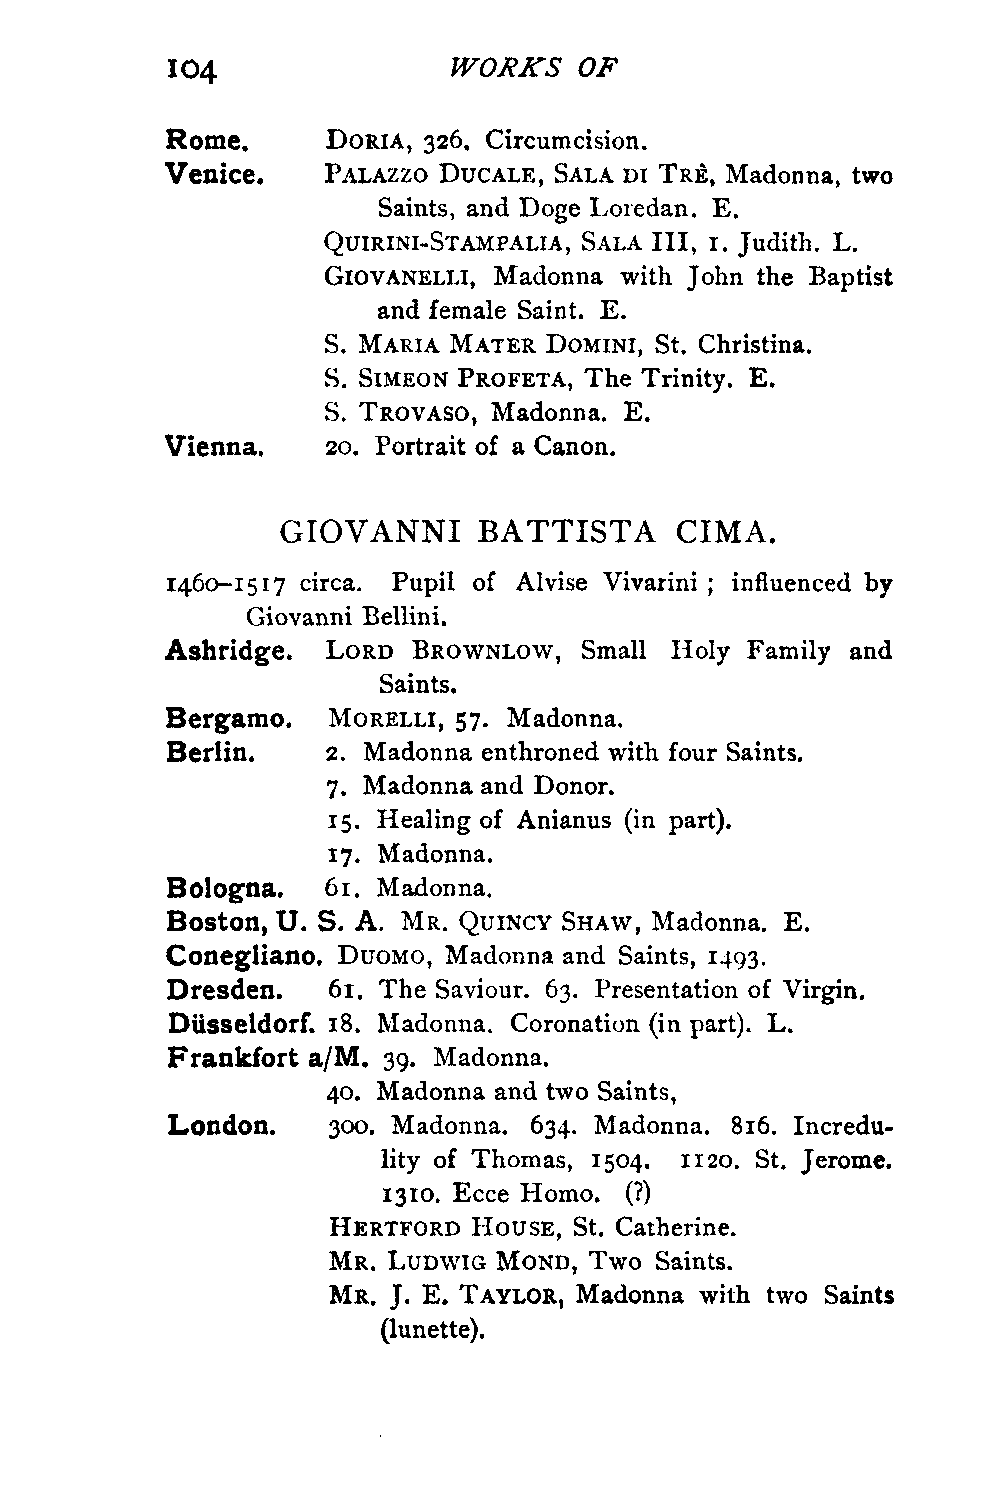 104 WORKS OF
Rome. DORIA, 326. Circumcision.
Venice. PALAZZO DUCALE, SALA DI TRÊ, Madonna, two
Saints, and Doge Loredan. E.
QUIRINI-STAMPALIA, SALA III, 1. Judith. L.
GIOVANELLI, Madonna with John the Baptist
and female Saint. E.
S. MARIA MATER DOMINI, St. Christina.
S. SIMEON PROFETA, The Trinity. E.
S. TROVASO, Madonna. E.
Vienna. 20. Portrait of a Canon.
GIOVANNI BATTISTA CIMA.
1460–1517 circa. Pupil of Alvise Vivarini ; influenced by
Giovanni Bellini.
Ashridge. LORD BROWNLOW, Small Holy Family and
Saints.
Bergamo. MORELLI, 57. Madonna.
Berlin. 2. Madonna enthroned with four Saints.
7. Madonna and Donor.
15. Healing of Anianus (in part).
17. Madonna.
Bologna. 61. Madonna.
Boston, U. S. A. MR. QUINCY SHAW, Madonna. E.
Conegliano. DUOMO, Madonna and Saints, 1493.
Dresden. 61. The Saviour. 63. Presentation of Virgin.
Düsseldorf. 18. Madonna. Coronation (in part). L.
Frankfort a/M. 39. Madonna.
40. Madonna and two Saints,
London. 300. Madonna. 634. Madonna. 816. Incredu-
lity of Thomas, 1504. 1120. St. Jerome.
1310. Ecce Homo. (?)
HERTFORD HOUSE, St. Catherine.
MR. LUDWIG MOND, Two Saints.
MR. J. E. TAYLOR, Madonna with two Saints
(lunette).